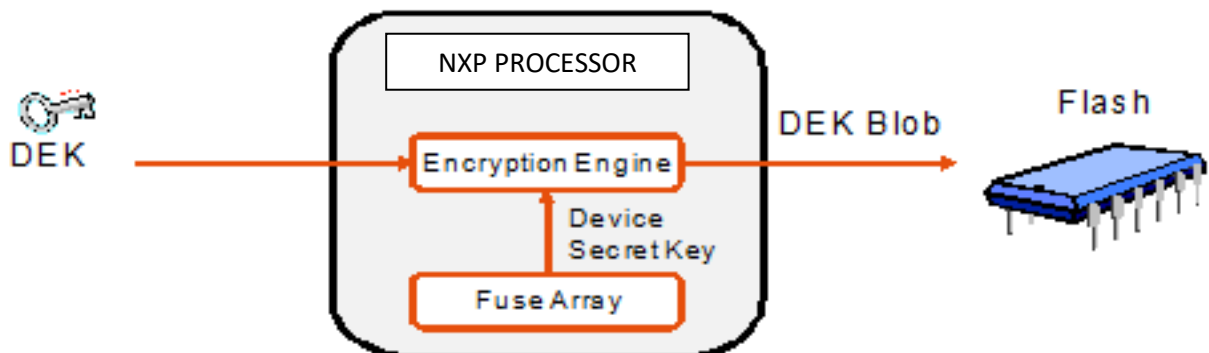 NXP PROCESSOR
DEK
Encryption Engine
DEK Blob
Flash
Device
Secret Key
Fuse Array